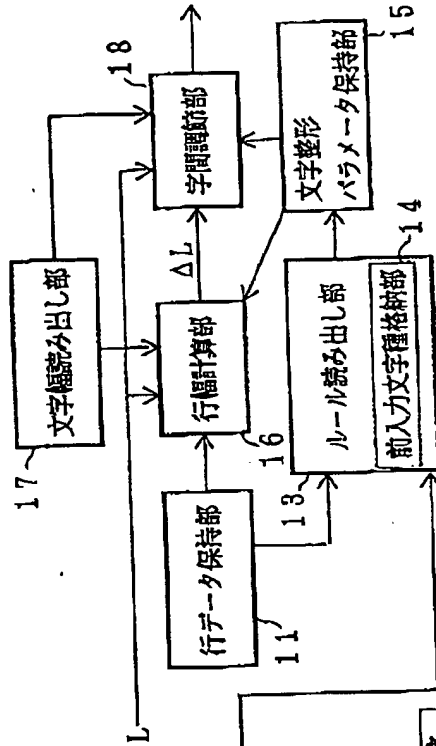 文字幅読み出し部
17
18
字間調節部
L
ΔL
行幅計算部
16
行データ保持部
11
文字整形
パラメータ保持部
15
13
ルール読み出し部
前入力文字種格納部
14